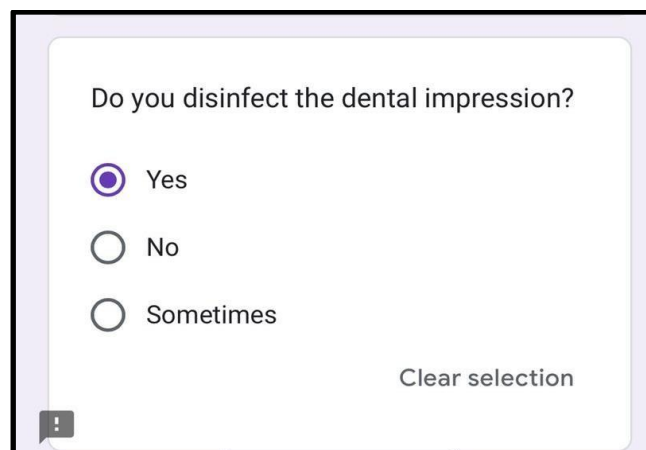 Do you disinfect the dental impression?
Yes
No
Sometimes
Clear selection
!